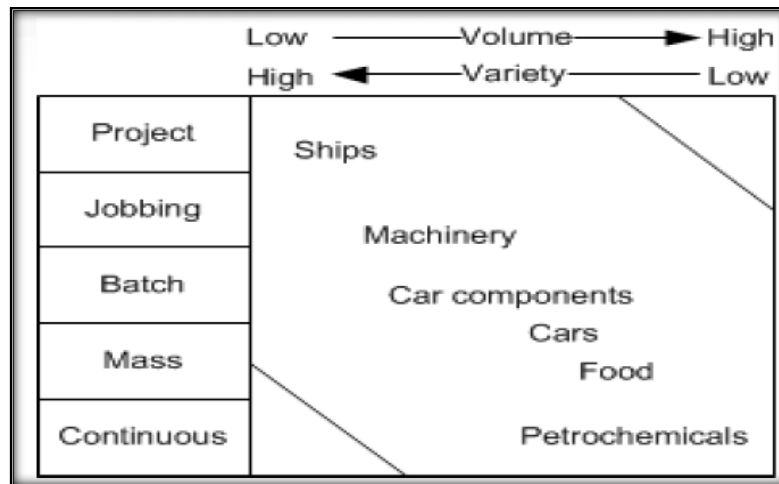 Low Volume High
High Variety Low
Project
Ships
Jobbing
Machinery
Batch
Car components
Cars
Mass
Food
Continuous
Petrochemicals